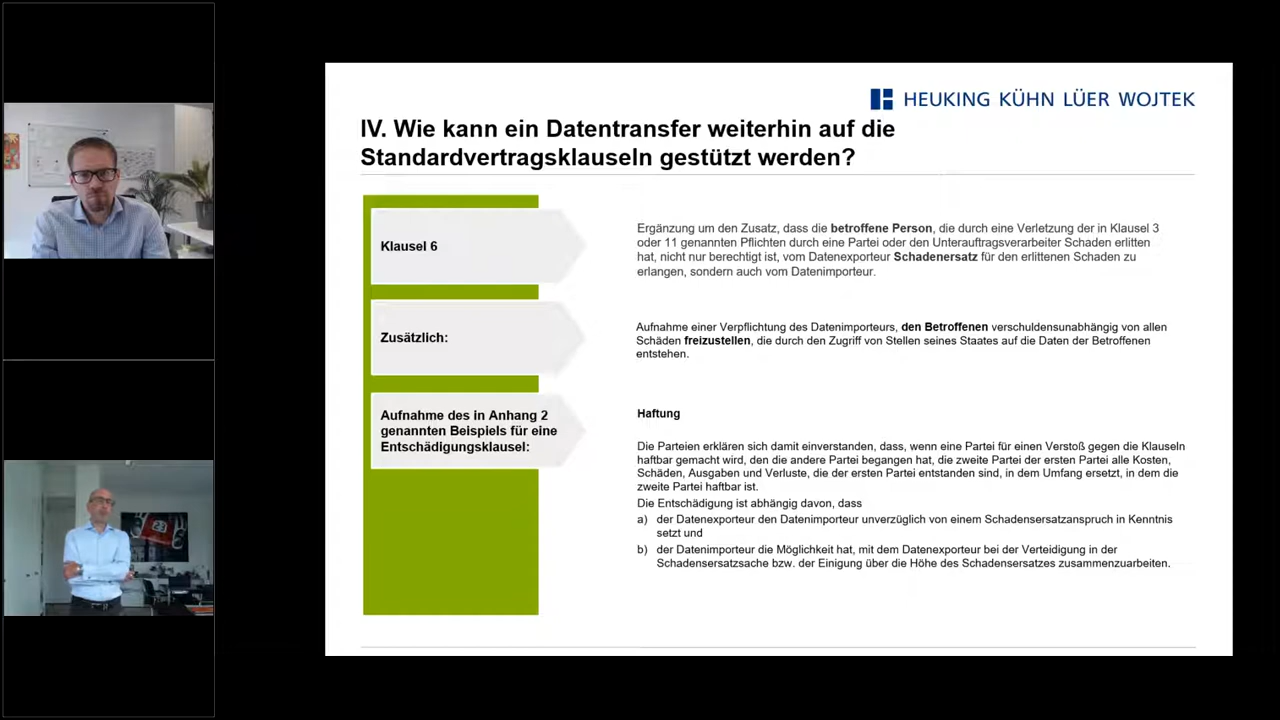 HEUKING KÜHN LÜER WOJTEK
IV. Wie kann ein Datentransfer weiterhin auf die
Standardvertragsklauseln gestützt werden?
Klausel 6
Ergänzung um den Zusatz, dass die betroffene Person, die durch eine Verletzung der in Klausel 3
oder 11 genannten Pflichten durch eine Partei oder den Unterauftragsverarbeiter Schaden erlitten
hat, nicht nur berechtigt ist, vom Datenexporteur Schadenersatz für den erlittenen Schaden zu
erlangen, sondern auch vom Datenimporteur.
Zusätzlich:
Aufnahme einer Verpflichtung des Datenimporteurs, den Betroffenen verschuldensunabhängig von allen
Schäden freizustellen, die durch den Zugriff von Stellen seines Staates auf die Daten der Betroffenen
entstehen.
Aufnahme des in Anhang 2
genannten Beispiels für eine
Entschädigungsklausel:
Haftung
Die Parteien erklären sich damit einverstanden, dass, wenn eine Partei für einen Verstoß gegen die Klauseln
haftbar gemacht wird, den die andere Partei begangen hat, die zweite Partei der ersten Partei alle Kosten,
Schäden, Ausgaben und Verluste, die der ersten Partei entstanden sind, in dem Umfang ersetzt, in dem die
zweite Partei haftbar ist.
Die Entschädigung ist abhängig davon, dass
a) der Datenexporteur den Datenimporteur unverzüglich von einem Schadensersatzanspruch in Kenntnis
setzt und
b) der Datenimporteur die Möglichkeit hat, mit dem Datenexporteur bei der Verteidigung in der
Schadensersatzsache bzw. der Einigung über die Höhe des Schadensersatzes zusammenzuarbeiten.